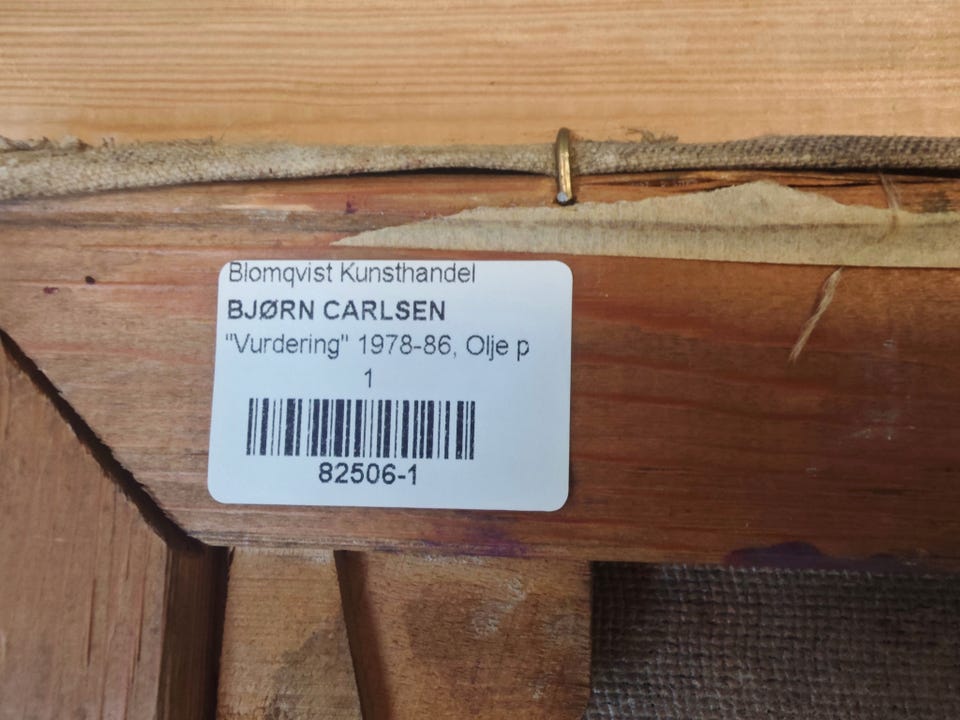 Blomqvist Kunsthandel
BJØRN CARLSEN
"Vurdering" 1978-86, Olje p
1
82506-1